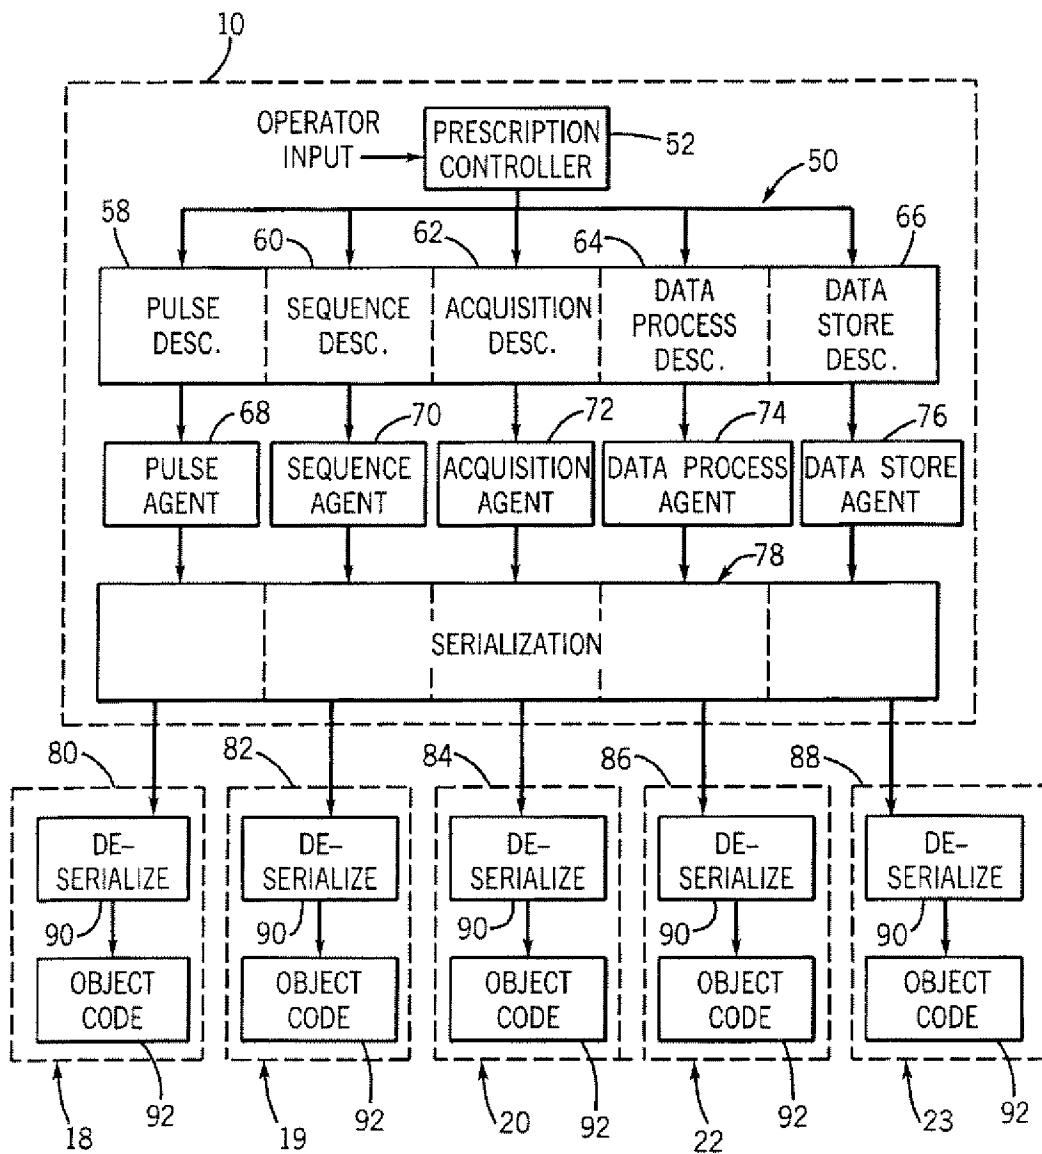 10
OPERATOR
INPUT
PRESCRIPTION
CONTROLLER
52
50
58
60
62
64
66
PULSE
DESC.
SEQUENCE
DESC.
ACQUISITION
DESC.
DATA
PROCESS
DESC.
DATA
STORE
DESC.
68
70
72
74
76
PULSE
AGENT
SEQUENCE
AGENT
ACQUISITION
AGENT
DATA PROCESS
AGENT
DATA STORE
AGENT
78
SERIALIZATION
80
82
84
86
88
DE-
SERIALIZE
DE-
SERIALIZE
DE-
SERIALIZE
DE-
SERIALIZE
DE-
SERIALIZE
90
90
90
90
90
OBJECT
CODE
OBJECT
CODE
OBJECT
CODE
OBJECT
CODE
OBJECT
CODE
18
92
19
92
20
92
22
92
23
92